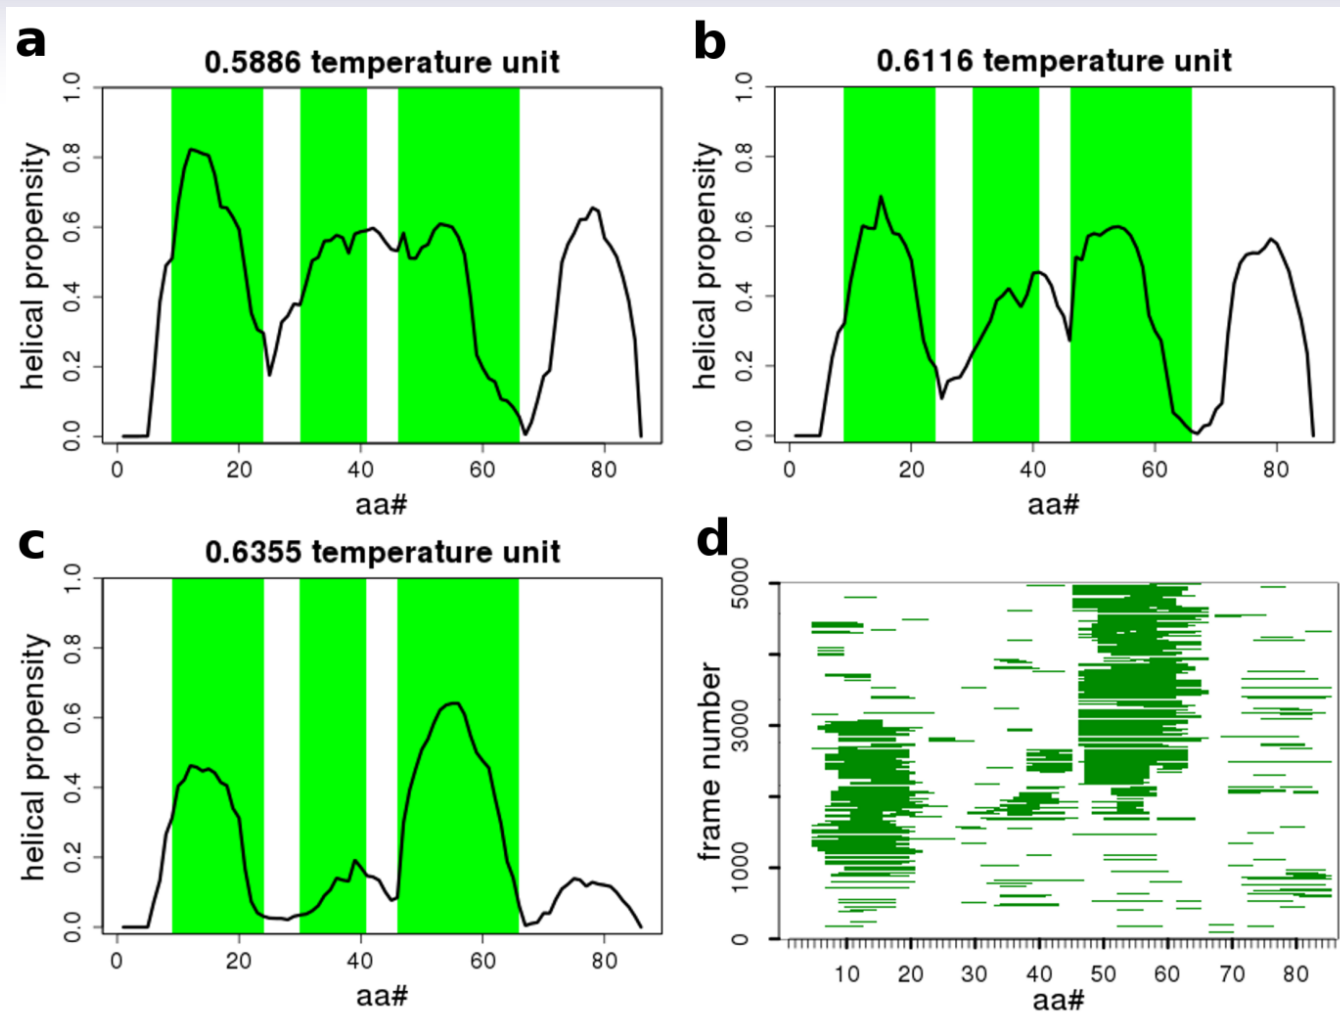 a
0.5886 temperature unit
helical propensity
0.0 0.2 0.4 0.6 0.8 1.0
0 20 40 60 80
aa#
b
0.6116 temperature unit
helical propensity
0.0 0.2 0.4 0.6 0.8 1.0
0 20 40 60 80
aa#
c
0.6355 temperature unit
helical propensity
0.0 0.2 0.4 0.6 0.8 1.0
0 20 40 60 80
aa#
d
frame number
0 1000 3000 5000
10 20 30 40 50 60 70 80
aa#